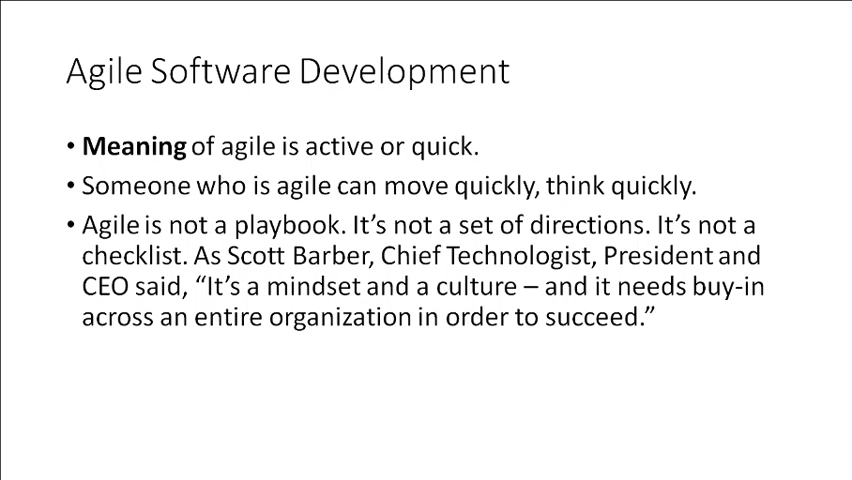 Agile Software Development
• Meaning of agile is active or quick.
• Someone who is agile can move quickly, think quickly.
• Agile is not a playbook. It’s not a set of directions. It’s not a
checklist. As Scott Barber, Chief Technologist, President and
CEO said, “It’s a mindset and a culture – and it needs buy-in
across an entire organization in order to succeed.”